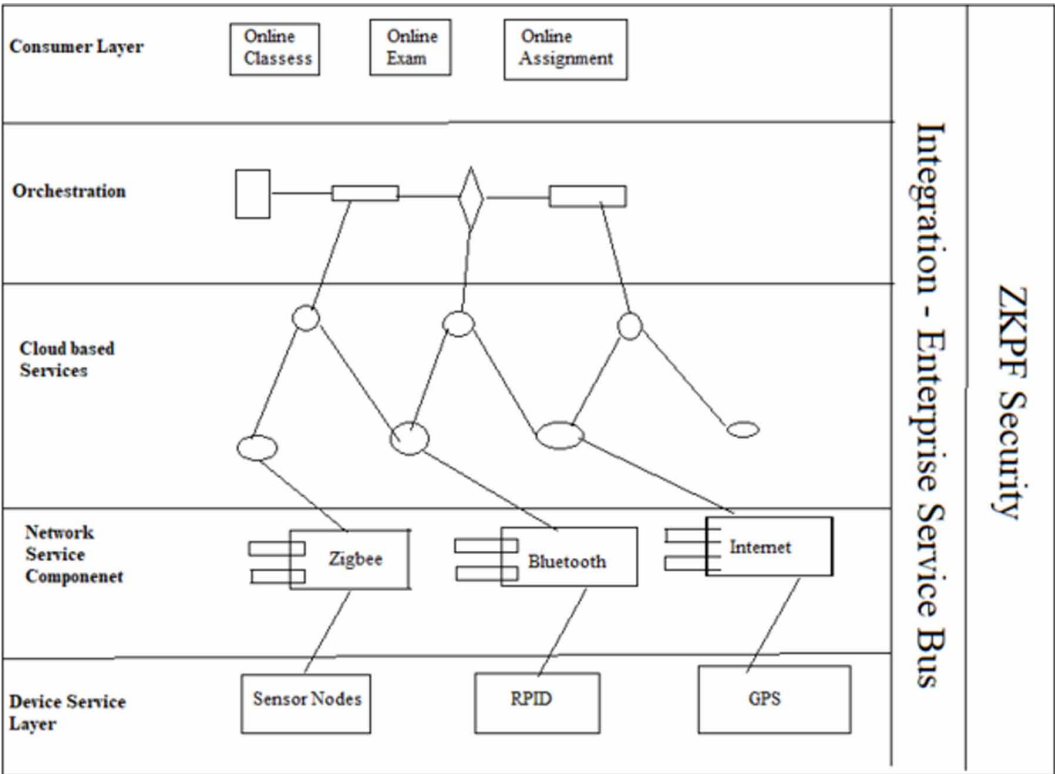 Consumer Layer
Online
Classess
Online
Exam
Online
Assignment
Orchestration
Cloud based
Services
Network
Service
Componenet
Zigbee
Bluetooth
Internet
Device Service
Layer
Sensor Nodes
RPID
GPS
Integration - Enterprise Service Bus
ZKPF Security